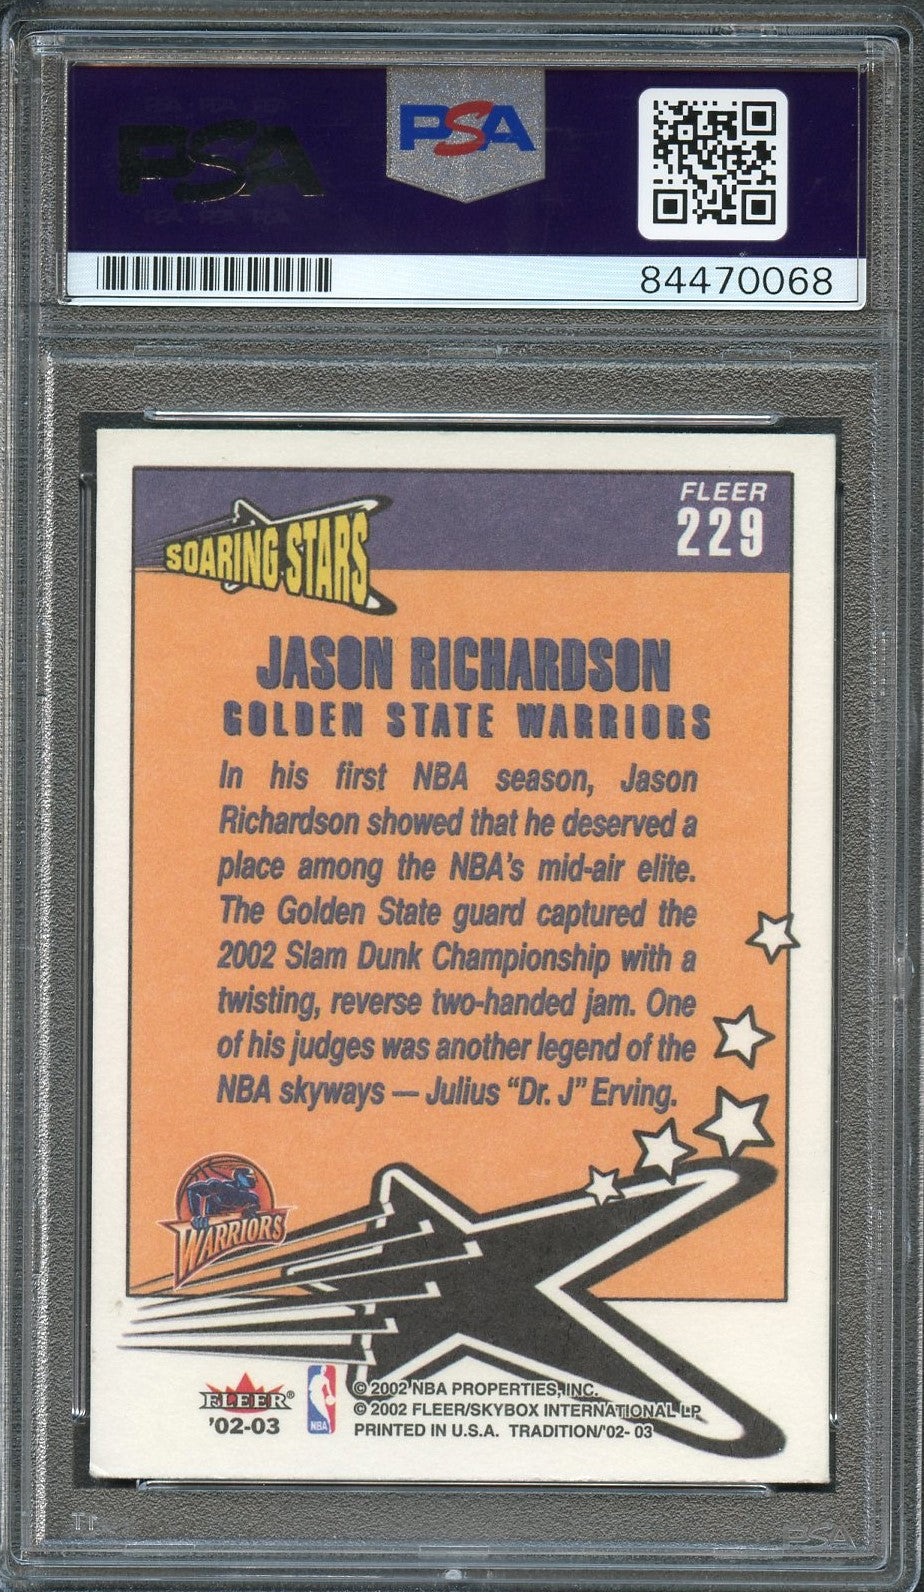 PSA
PSA
84470068
FLEER
229
SOARING STARS
JASON RICHARDSON
GOLDEN STATE WARRIORS
In his first NBA season, Jason
Richardson showed that he deserved a
place among the NBA's mid-air elite.
The Golden State guard captured the
2002 Slam Dunk Championship with a
twisting, reverse two-handed jam. One
of his judges was another legend of the
NBA skyways — Julius "Dr. J" Erving.
WARRIORS
FLEER®
'02-03
NBA
© 2002 NBA PROPERTIES, INC.
© 2002 FLEER/SKYBOX INTERNATIONAL LP
PRINTED IN U.S.A. TRADITION/'02- 03
TT
PSA